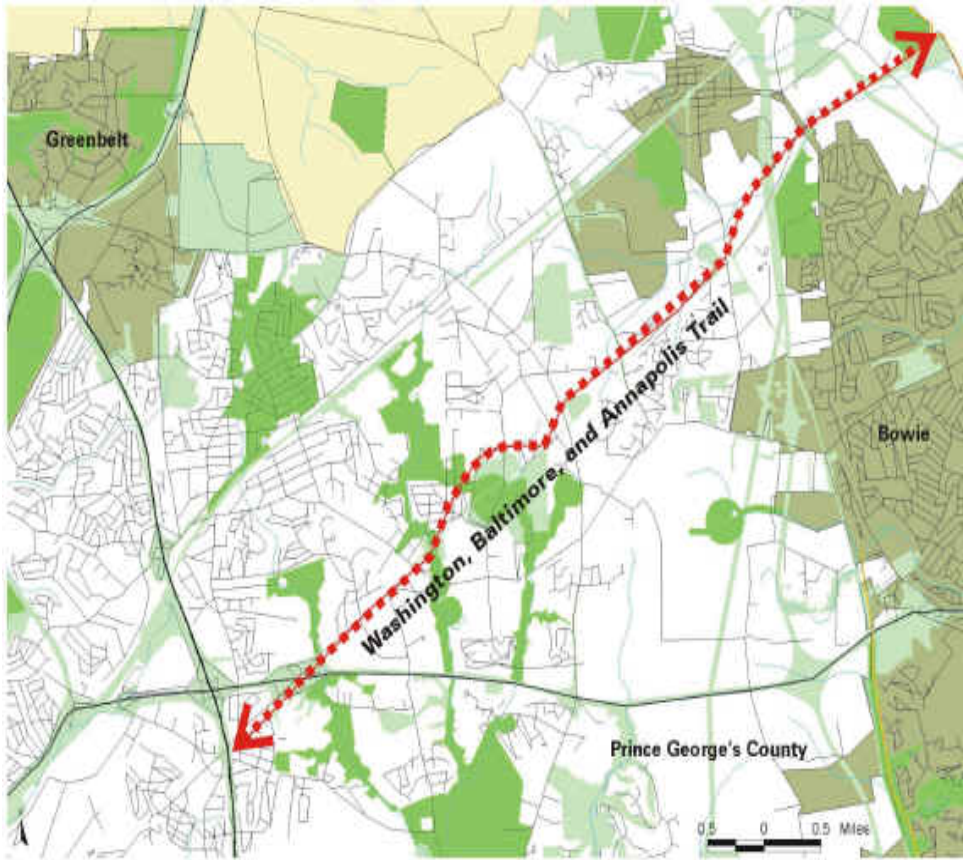 Greenbelt
Washington, Baltimore, and Annapolis Trail
Bowie
Prince George's County
0.5 0 0.5 Miles